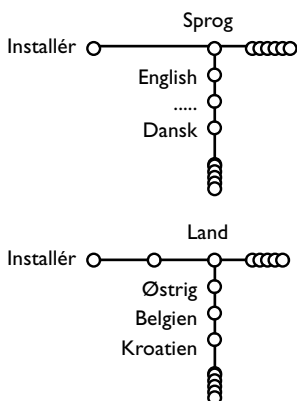 Sprog
Installér
English
.....
Dansk
Land
Installér
Østrig
Belgien
Kroatien